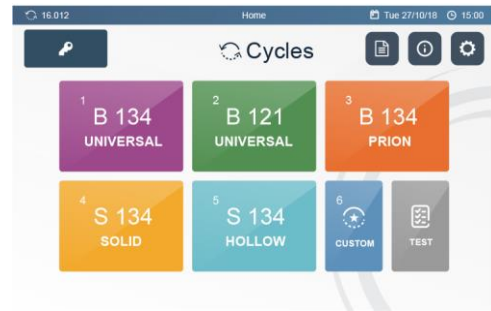 16.012 Home Tue 27/10/18 15:00
Cycles
1
B 134
UNIVERSAL
2
B 121
UNIVERSAL
3
B 134
PRION
4
S 134
SOLID
5
S 134
HOLLOW
6
CUSTOM
TEST